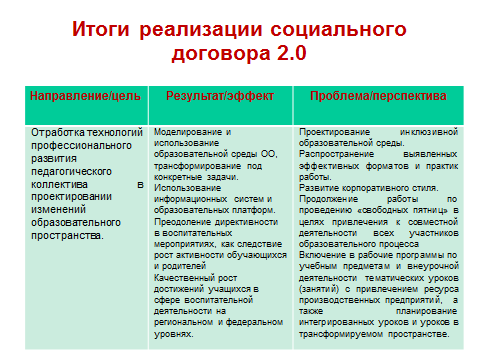 Итоги реализации социального
договора 2.0
Направление/цель
Результат/эффект
Проблема/перспектива
Отработка технологий
профессионального
развития
педагогического
коллектива в
проектировании
изменений
образовательного
пространства.
Моделирование и
использование
образовательной среды ОО,
трансформирование под
конкретные задачи.
Использование
информационных систем и
образовательных платформ.
Преодоление директивности
в воспитательных
мероприятиях, как следствие
рост активности обучающихся
и родителей
Качественный рост
достижений учащихся в
сфере воспитательной
деятельности на
региональном и федеральном
уровнях.
Проектирование инклюзивной
образовательной среды.
Распространение выявленных
эффективных форматов и практик
работы.
Развитие корпоративного стиля.
Продолжение работы по
проведению «свободных пятниц» в
целях привлечения к совместной
деятельности всех участников
образовательного процесса
Включение в рабочие программы по
учебным предметам и внеурочной
деятельности тематических уроков
(занятий) с привлечением ресурса
производственных предприятий, а
также планирование
интегрированных уроков и уроков в
трансформируемом пространстве.